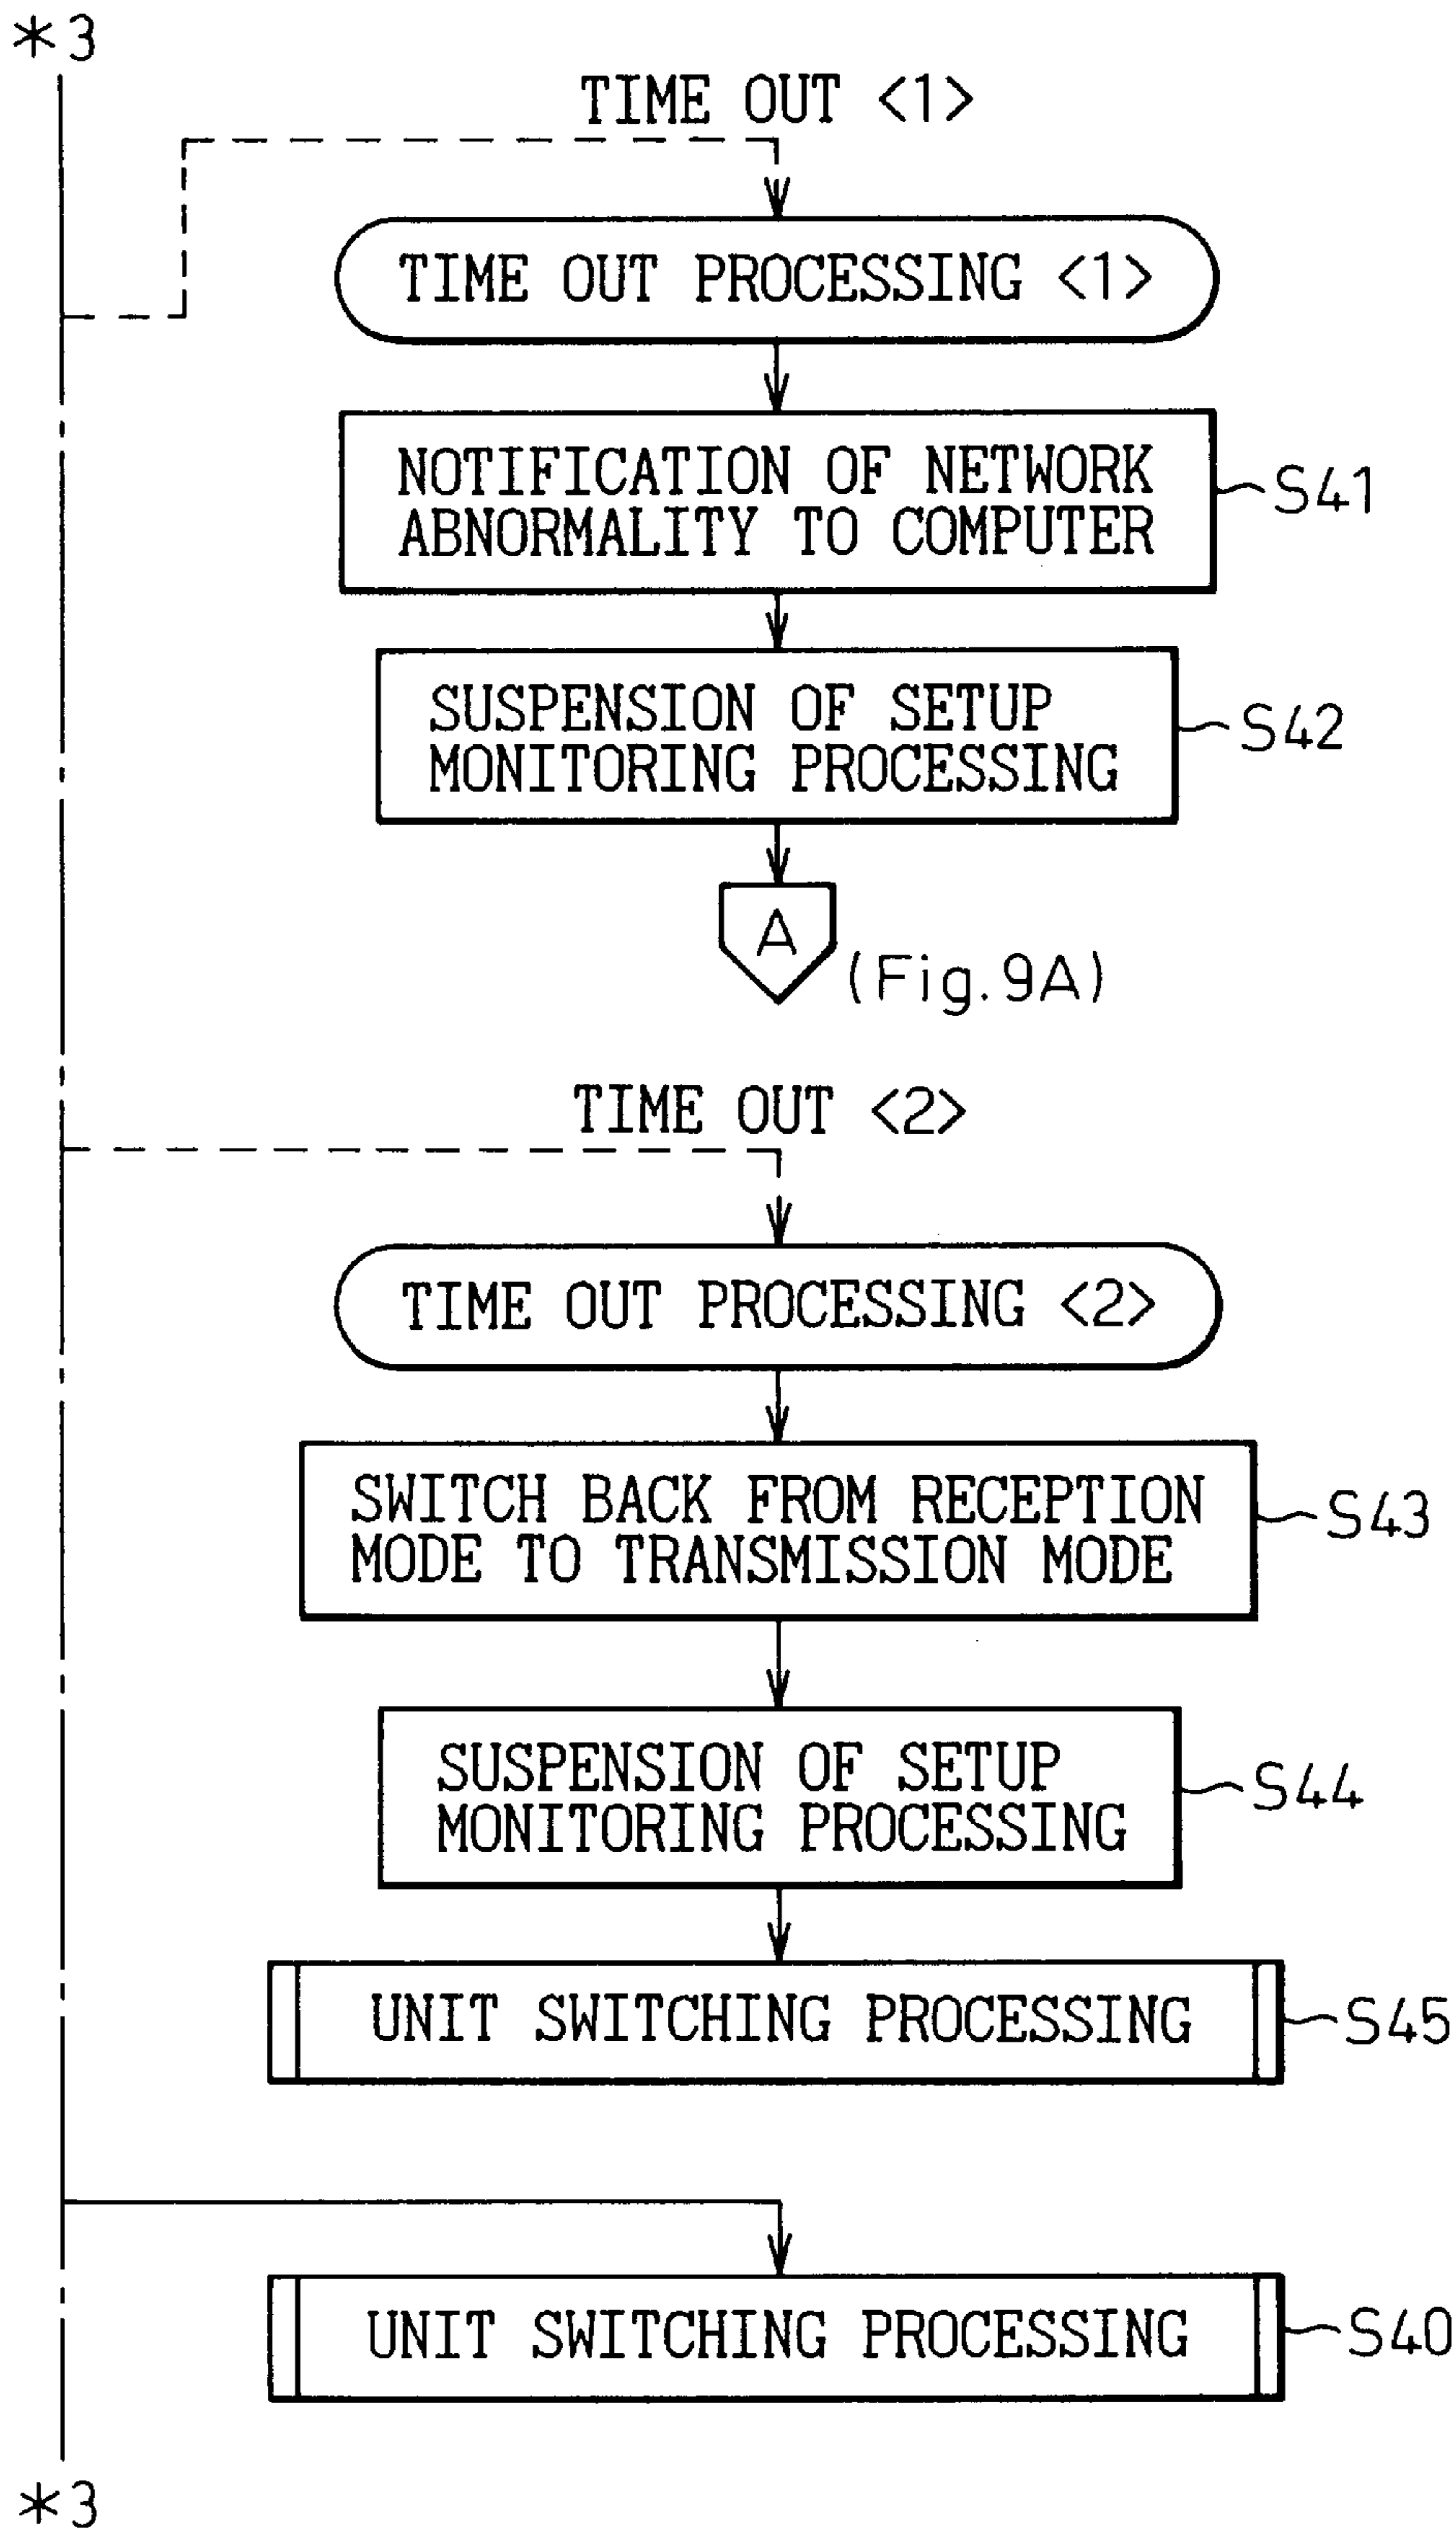 *3
TIME OUT <1>
TIME OUT PROCESSING <1>
NOTIFICATION OF NETWORK
ABNORMALITY TO COMPUTER
S41
SUSPENSION OF SETUP
MONITORING PROCESSING
S42
A
(Fig.9A)
TIME OUT <2>
TIME OUT PROCESSING <2>
SWITCH BACK FROM RECEPTION
MODE TO TRANSMISSION MODE
S43
SUSPENSION OF SETUP
MONITORING PROCESSING
S44
UNIT SWITCHING PROCESSING
S45
UNIT SWITCHING PROCESSING
S40
*3